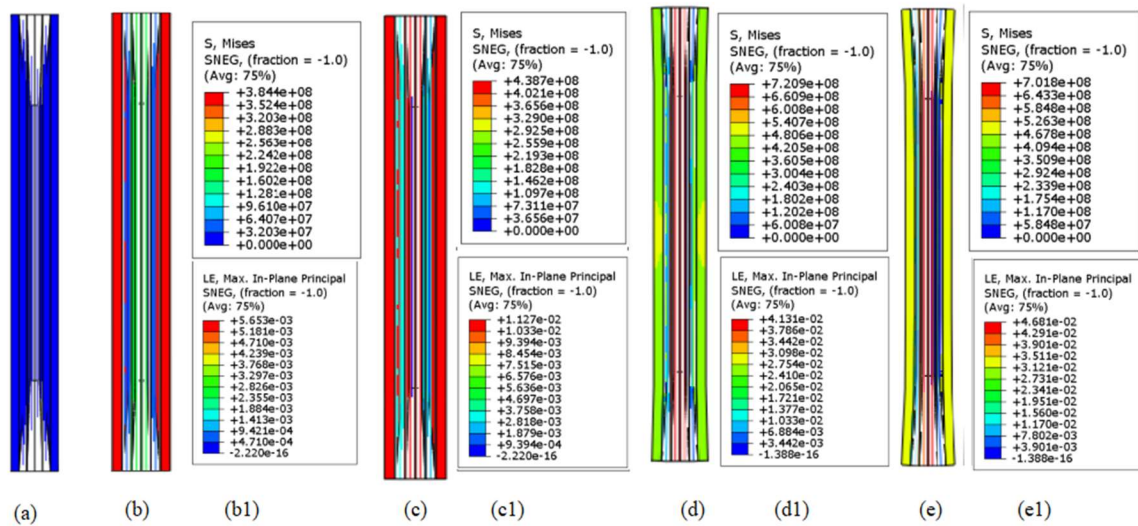 S, Mises
SNEG, (fraction = -1.0)
(Avg: 75%)
+3.844e+08
+3.524e+08
+3.203e+08
+2.883e+08
+2.563e+08
+2.242e+08
+1.922e+08
+1.602e+08
+1.281e+08
+9.610e+07
+6.407e+07
+3.203e+07
+0.000e+00
LE, Max. In-Plane Principal
SNEG, (fraction = -1.0)
(Avg: 75%)
+5.653e-03
+5.181e-03
+4.710e-03
+4.239e-03
+3.768e-03
+3.297e-03
+2.826e-03
+2.355e-03
+1.884e-03
+1.413e-03
+9.421e-04
+4.710e-04
-2.220e-16
S, Mises
SNEG, (fraction = -1.0)
(Avg: 75%)
+4.387e+08
+4.021e+08
+3.656e+08
+3.290e+08
+2.925e+08
+2.559e+08
+2.193e+08
+1.828e+08
+1.462e+08
+1.097e+08
+7.311e+07
+3.656e+07
+0.000e+00
LE, Max. In-Plane Principal
SNEG, (fraction = -1.0)
(Avg: 75%)
+1.127e-02
+1.033e-02
+9.394e-03
+8.454e-03
+7.515e-03
+6.576e-03
+5.636e-03
+4.697e-03
+3.758e-03
+2.818e-03
+1.879e-03
+9.394e-04
-2.220e-16
S, Mises
SNEG, (fraction = -1.0)
(Avg: 75%)
+7.209e+08
+6.609e+08
+6.008e+08
+5.407e+08
+4.806e+08
+4.205e+08
+3.605e+08
+3.004e+08
+2.403e+08
+1.802e+08
+1.202e+08
+6.008e+07
+0.000e+00
LE, Max. In-Plane Principal
SNEG, (fraction = -1.0)
(Avg: 75%)
+4.131e-02
+3.786e-02
+3.442e-02
+3.098e-02
+2.754e-02
+2.410e-02
+2.065e-02
+1.721e-02
+1.377e-02
+1.033e-02
+6.884e-03
+3.442e-03
-1.388e-16
S, Mises
SNEG, (fraction = -1.0)
(Avg: 75%)
+7.018e+08
+6.433e+08
+5.848e+08
+5.263e+08
+4.678e+08
+4.094e+08
+3.509e+08
+2.924e+08
+2.339e+08
+1.754e+08
+1.170e+08
+5.848e+07
+0.000e+00
LE, Max. In-Plane Principal
SNEG, (fraction = -1.0)
(Avg: 75%)
+4.681e-02
+4.291e-02
+3.901e-02
+3.511e-02
+3.121e-02
+2.731e-02
+2.341e-02
+1.951e-02
+1.560e-02
+1.170e-02
+7.802e-03
+3.901e-03
-1.388e-16
(a) (b) (b1) (c) (c1) (d) (d1) (e) (e1)